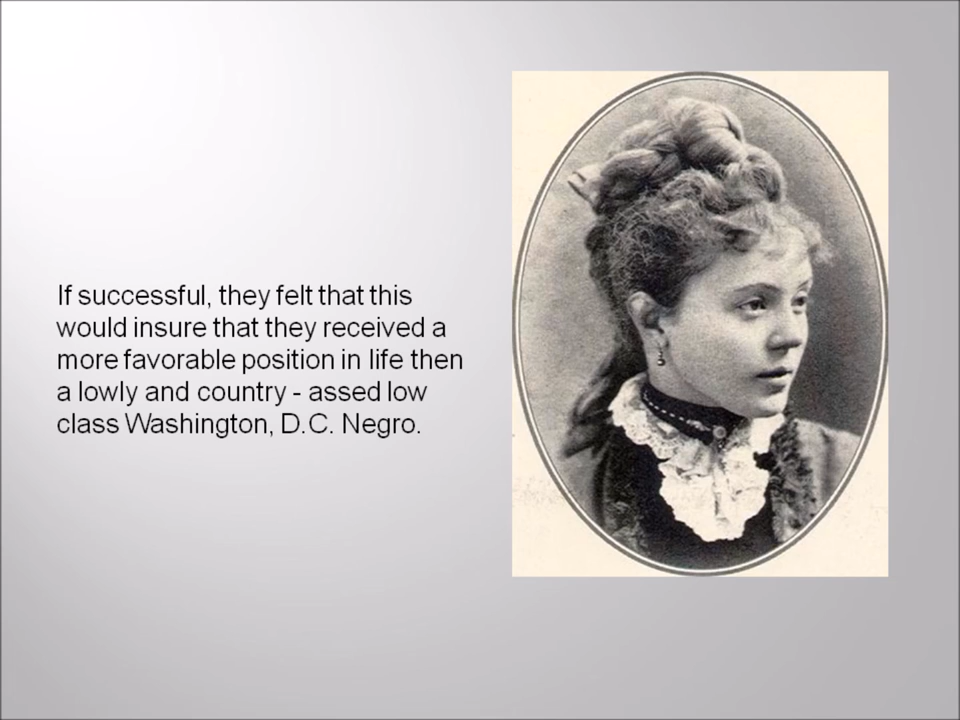 If successful, they felt that this
would insure that they received a
more favorable position in life then
a lowly and country - assed low
class Washington, D.C. Negro.